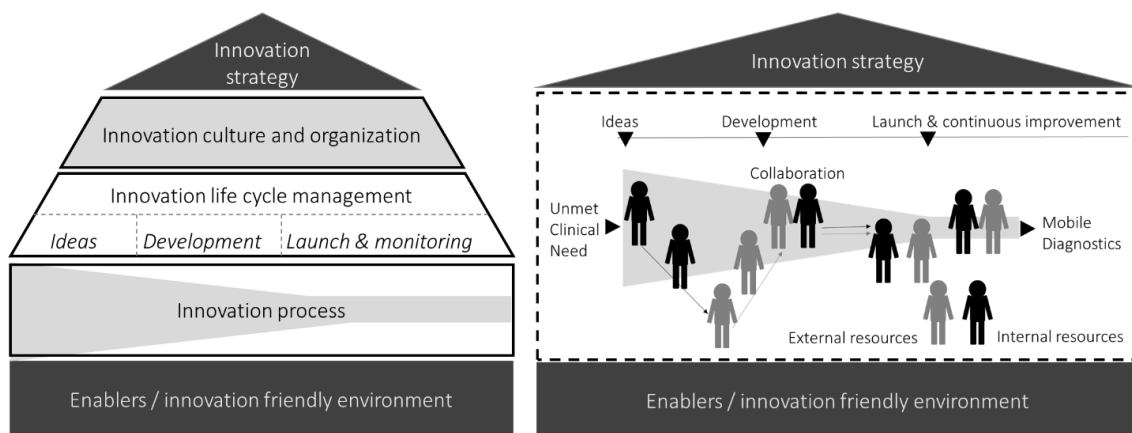 Innovation
strategy
Innovation culture and organization
Innovation life cycle management
Ideas
Development
Launch & monitoring
Innovation process
Enablers / innovation friendly environment
Innovation strategy
Ideas
Development
Launch & continuous improvement
Collaboration
Unmet
Clinical
Need
Mobile
Diagnostics
External resources
Internal resources
Enablers / innovation friendly environment